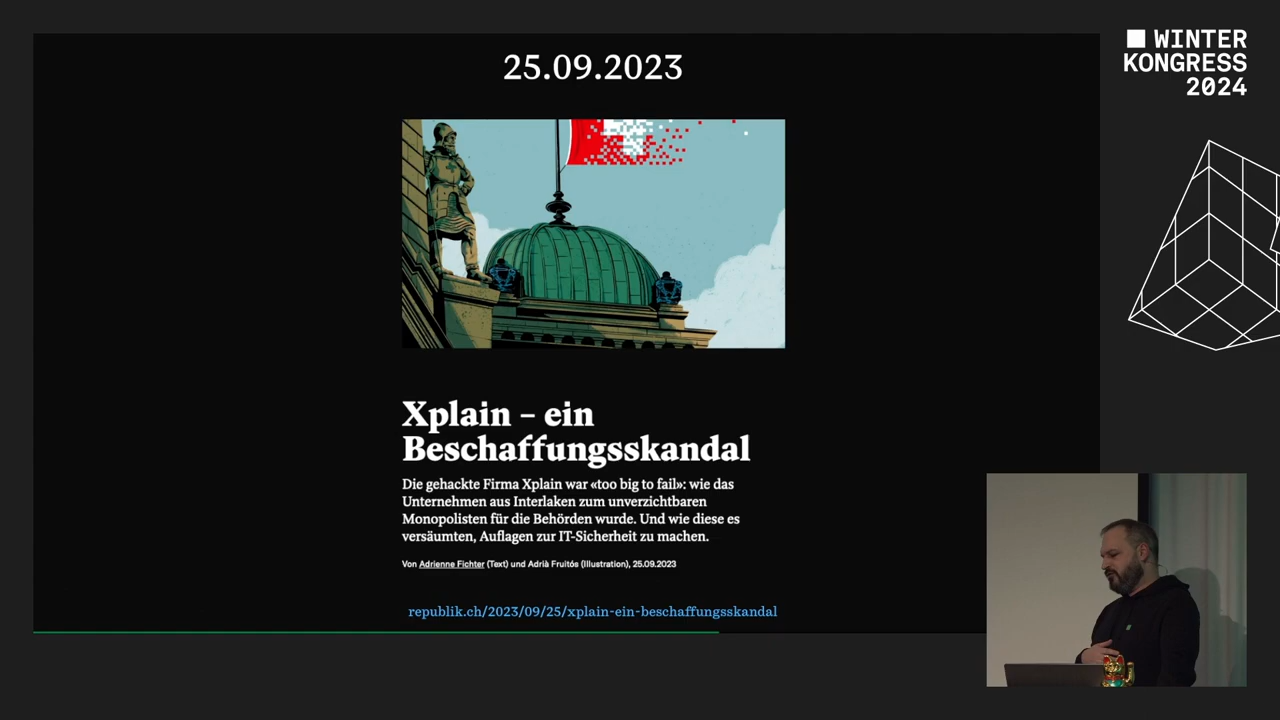 25.09.2023
WINTER
KONGRESS
2024
Xplain – ein
Beschaffungsskandal
Die gehackte Firma Xplain war «too big to fail»: wie das
Unternehmen aus Interlaken zum unverzichtbaren
Monopolisten für die Behörden wurde. Und wie diese es
versäumten, Auflagen zur IT-Sicherheit zu machen.
Von Adrienne Fichter (Text) und Adrià Fruitós (Illustration), 25.09.2023
republik.ch/2023/09/25/xplain-ein-beschaffungsskandal